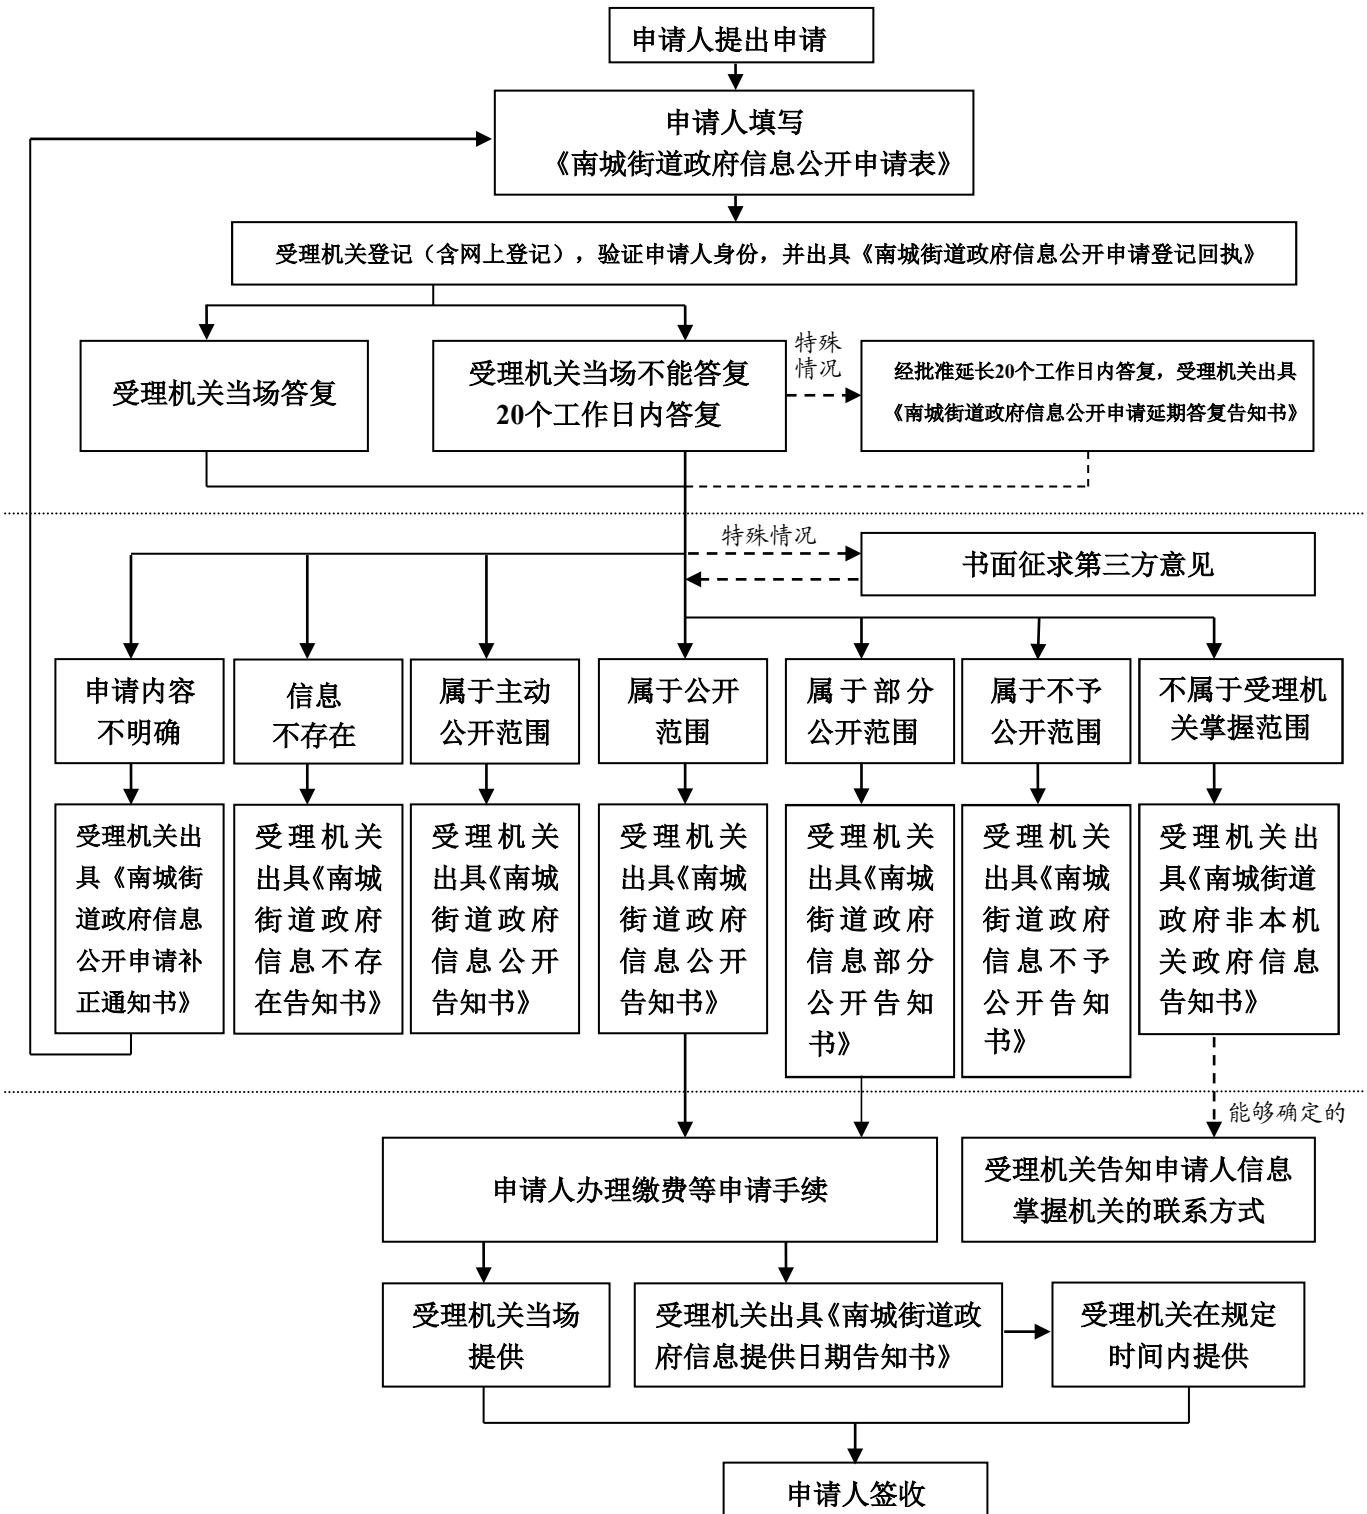 申请人提出申请
申请人填写
《南城街道政府信息公开申请表》
受理机关登记（含网上登记），验证申请人身份，并出具《南城街道政府信息公开申请登记回执》
受理机关当场答复
受理机关当场不能答复
20个工作日内答复
特殊
情况
经批准延长20个工作日内答复，受理机关出具
《南城街道政府信息公开申请延期答复告知书》
特殊情况
书面征求第三方意见
申请内容
不明确
信息
不存在
属于主动
公开范围
属于公开
范围
属于部分
公开范围
属于不予
公开范围
不属于受理机
关掌握范围
受理机关出
具《南城街
道政府信息
公开申请补
正通知书》
受理机关
出具《南城
街道政府
信息不存
在告知书》
受理机关
出具《南城
街道政府
信息公开
告知书》
受理机关
出具《南城
街道政府
信息公开
告知书》
受理机关
出具《南城
街道政府
信息部分
公开告知
书》
受理机关
出具《南城
街道政府
信息不予
公开告知
书》
受理机关出
具《南城街道
政府非本机
关政府信息
告知书》
能够确定的
申请人办理缴费等申请手续
受理机关告知申请人信息
掌握机关的联系方式
受理机关当场
提供
受理机关出具《南城街道政
府信息提供日期告知书》
受理机关在规定
时间内提供
申请人签收